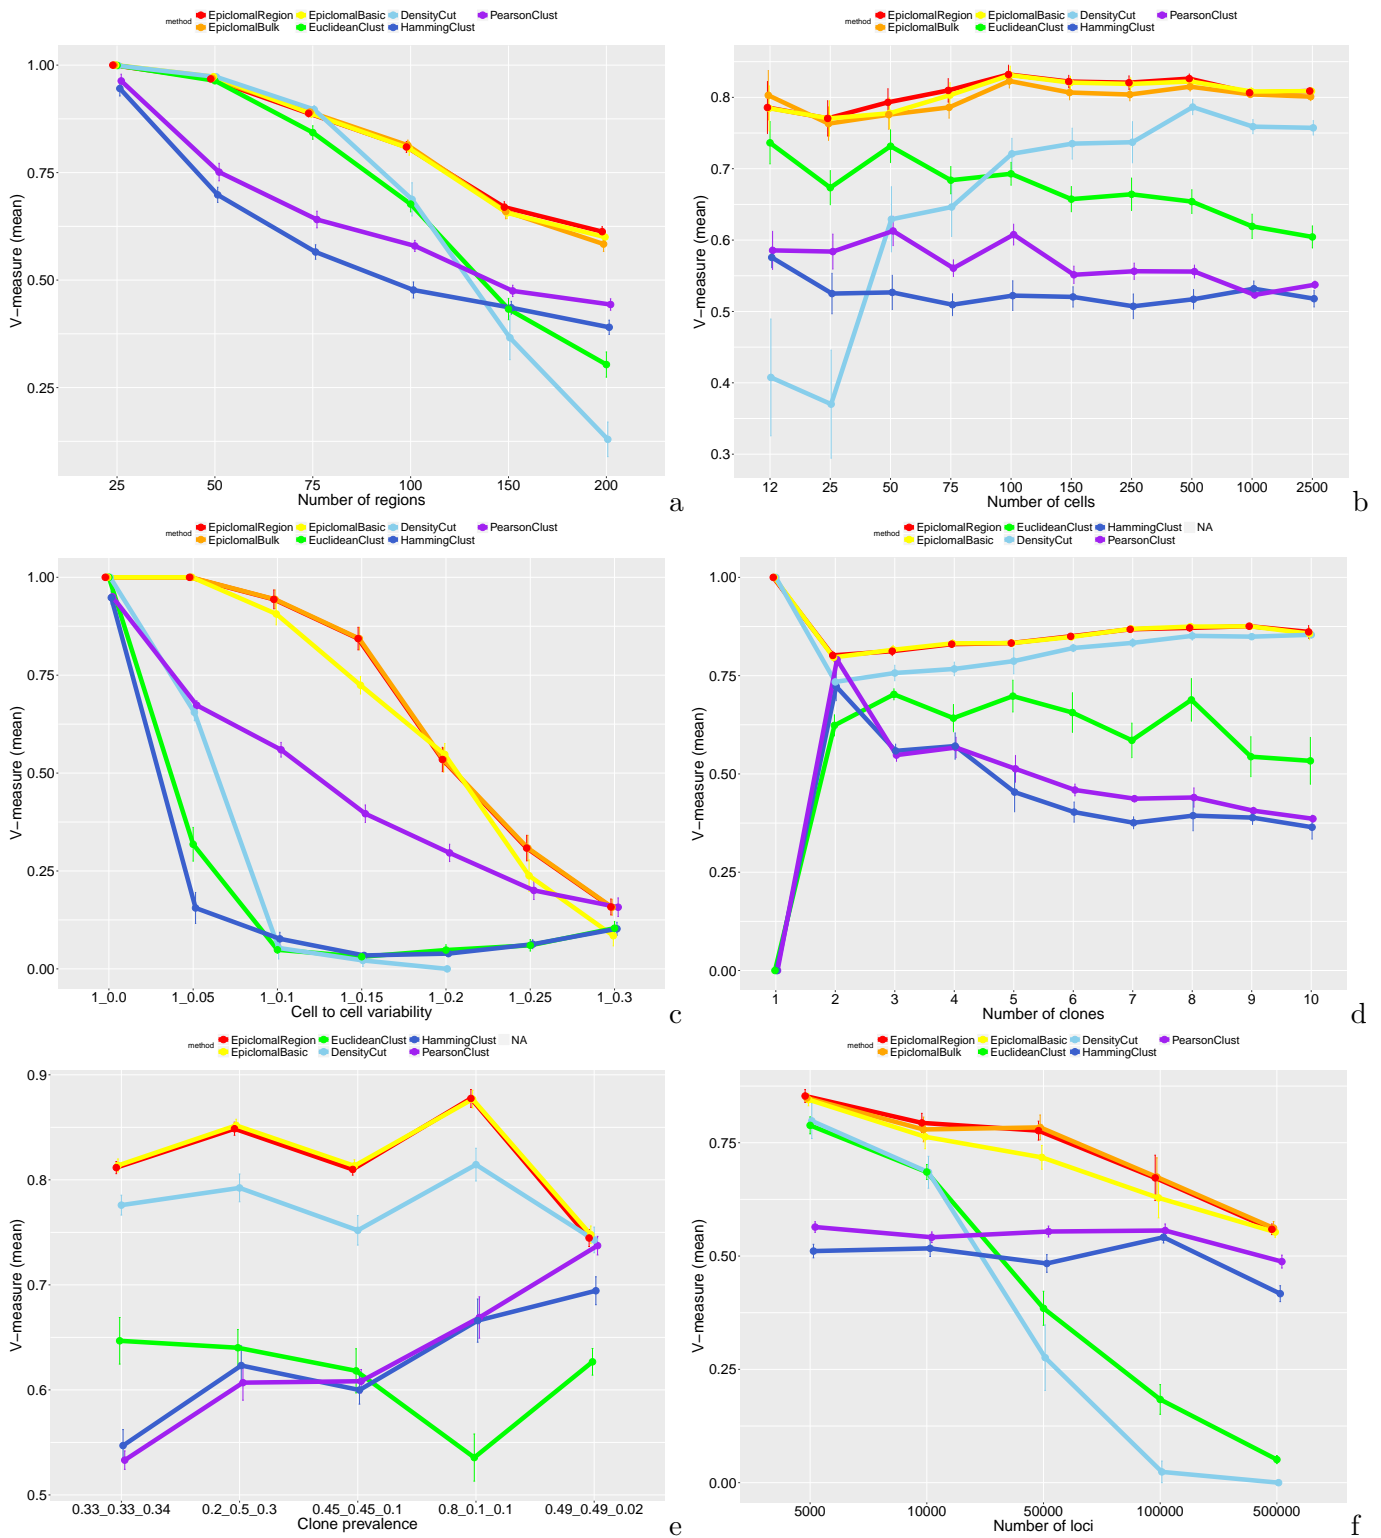 method EpiclomalRegion EpiclomalBasic DensityCut PearsonClust
EpiclomalBulk EuclideanClust HammingClust
1.00
0.75
0.50
0.25
V−measure (mean)
25 50 75 100 150 200
Number of regions
a
method EpiclomalRegion EpiclomalBasic DensityCut PearsonClust
EpiclomalBulk EuclideanClust HammingClust
0.8
0.7
0.6
0.5
0.4
0.3
V−measure (mean)
12 25 50 75 100 150 250 500 1000 2500
Number of cells
b
method EpiclomalRegion EpiclomalBasic DensityCut PearsonClust
EpiclomalBulk EuclideanClust HammingClust
1.00
0.75
0.50
0.25
0.00
V−measure (mean)
1_0.0 1_0.05 1_0.1 1_0.15 1_0.2 1_0.25 1_0.3
Cell to cell variability
c
method EpiclomalRegion EuclideanClust HammingClust NA
EpiclomalBasic DensityCut PearsonClust
1.00
0.75
0.50
0.25
0.00
V−measure (mean)
1 2 3 4 5 6 7 8 9 10
Number of clones
d
method EpiclomalRegion EuclideanClust HammingClust NA
EpiclomalBasic DensityCut PearsonClust
0.9
0.8
0.7
0.6
0.5
V−measure (mean)
0.33_0.33_0.34 0.2_0.5_0.3 0.45_0.45_0.1 0.8_0.1_0.1 0.49_0.49_0.02
Clone prevalence
e
method EpiclomalRegion EpiclomalBasic DensityCut PearsonClust
EpiclomalBulk EuclideanClust HammingClust
0.75
0.50
0.25
0.00
V−measure (mean)
5000 10000 50000 100000 500000
Number of loci
f